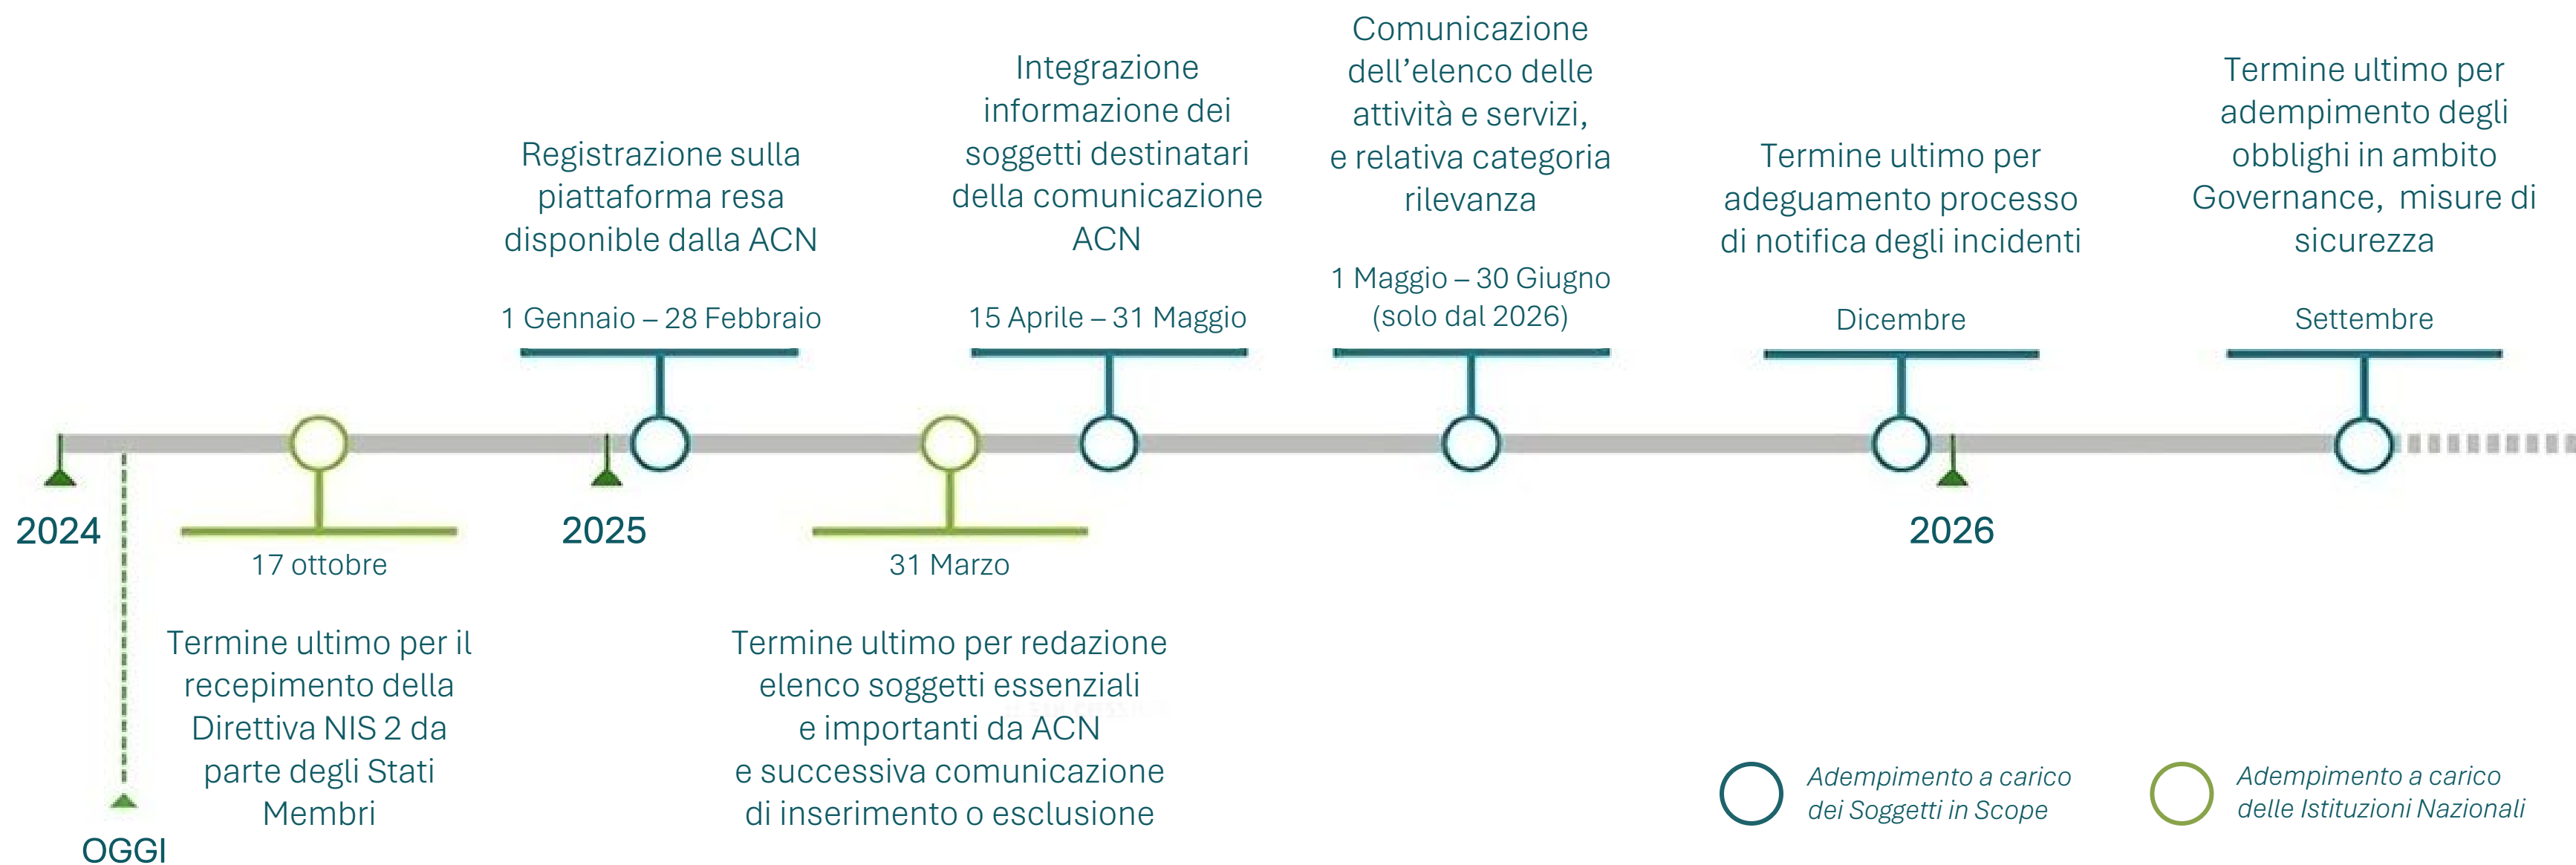 Registrazione sulla
piattaforma resa
disponible dalla ACN
1 Gennaio – 28 Febbraio
Integrazione
informazione dei
soggetti destinatari
della comunicazione
ACN
15 Aprile – 31 Maggio
Comunicazione
dell’elenco delle
attività e servizi,
e relativa categoria
rilevanza
1 Maggio – 30 Giugno
(solo dal 2026)
Termine ultimo per
adeguamento processo
di notifica degli incidenti
Dicembre
Termine ultimo per
adempimento degli
obblighi in ambito
Governance,  misure di
sicurezza
Settembre
2024
2025
2026
17 ottobre
Termine ultimo per il
recepimento della
Direttiva NIS 2 da
parte degli Stati
Membri
OGGI
31 Marzo
Termine ultimo per redazione
elenco soggetti essenziali
e importanti da ACN
e successiva comunicazione
di inserimento o esclusione
Adempimento a carico
dei Soggetti in Scope
Adempimento a carico
delle Istituzioni Nazionali